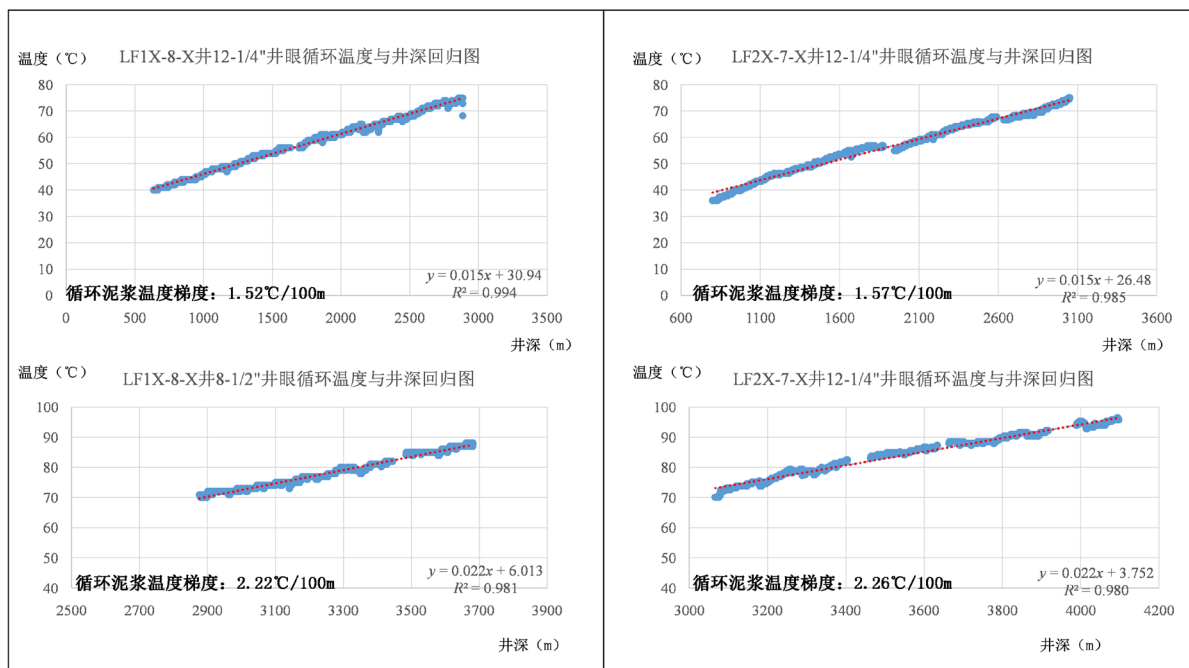 LF1X-8-X井12-1/4"井眼循环温度与井深回归图
温度（℃）
80
70
60
50
40
30
20
10
0
y = 0.015x + 30.94
R² = 0.994
循环泥浆温度梯度：1.52℃/100m
0 500 1000 1500 2000 2500 3000 3500
井深（m）
LF2X-7-X井12-1/4"井眼循环温度与井深回归图
温度（℃）
80
70
60
50
40
30
20
10
0
y = 0.015x + 26.48
R² = 0.985
循环泥浆温度梯度：1.57℃/100m
600 1100 1600 2100 2600 3100 3600
井深（m）
温度（℃）
LF1X-8-X井8-1/2"井眼循环温度与井深回归图
100
90
80
70
60
50
40
y = 0.022x + 6.013
R² = 0.981
循环泥浆温度梯度：2.22℃/100m
2500 2700 2900 3100 3300 3500 3700 3900
井深（m）
温度（℃）
LF2X-7-X井12-1/4"井眼循环温度与井深回归图
100
90
80
70
60
50
40
y = 0.022x + 3.752
R² = 0.980
循环泥浆温度梯度：2.26℃/100m
3000 3200 3400 3600 3800 4000 4200
井深（m）